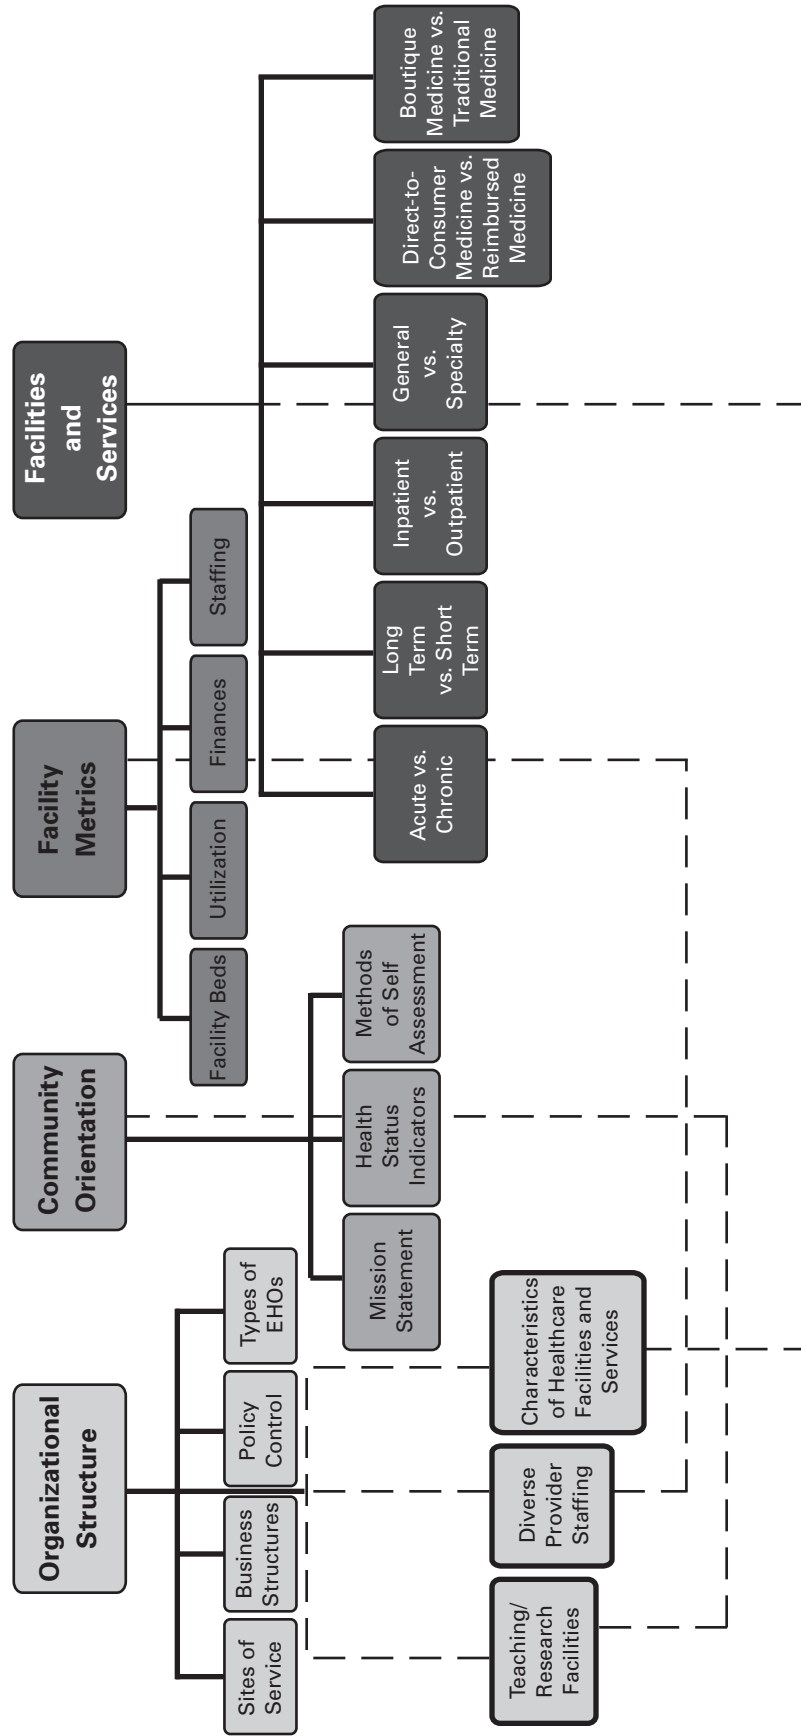 Organizational
Structure
Sites of
Service
Business
Structures
Policy
Control
Types of
EHOs
Community
Orientation
Mission
Statement
Health
Status
Indicators
Methods
of Self
Assessment
Facility
Metrics
Facility Beds
Utilization
Finances
Staffing
Facilities
and
Services
Acute vs.
Chronic
Long
Term
vs. Short
Term
Inpatient
vs.
Outpatient
General
vs.
Specialty
Direct-to-
Consumer
Medicine vs.
Reimbursed
Medicine
Boutique
Medicine vs.
Traditional
Medicine
Teaching/
Research
Facilities
Diverse
Provider
Staffing
Characteristics
of Healthcare
Facilities and
Services